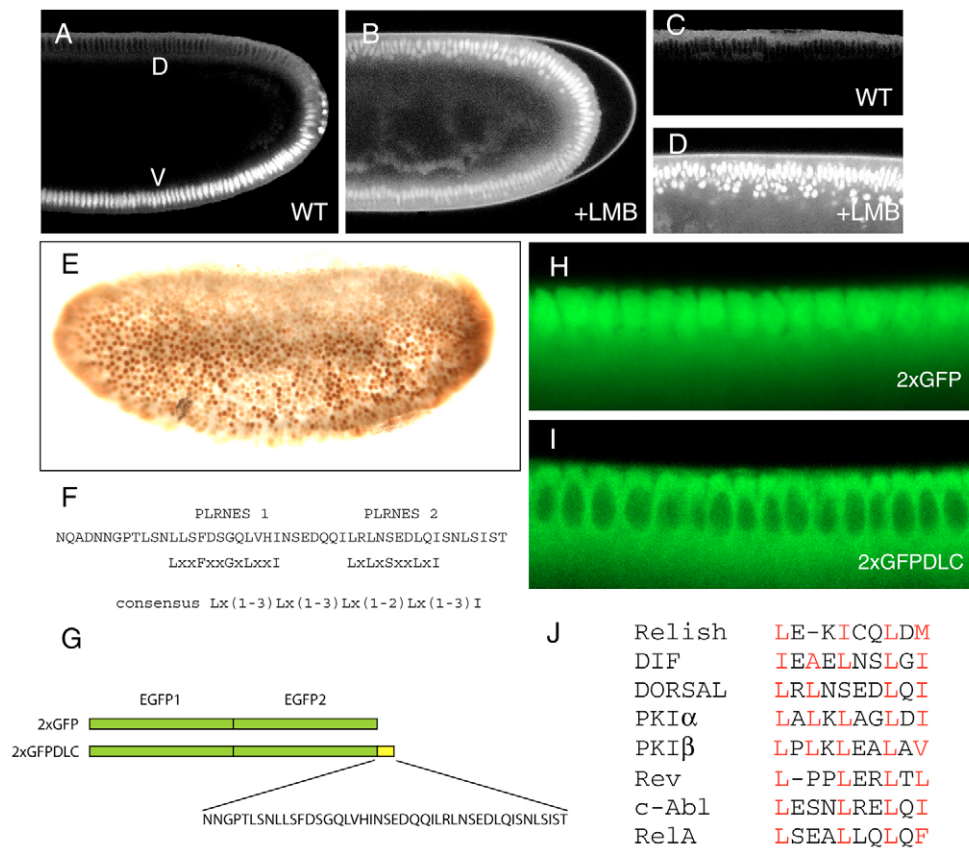 A
D
V
WT
B
+LMB
C
WT
D
+LMB
E
F
PLRNES 1 PLRNES 2
NQADNNGPTLSNLLSFDSGQLVHINSEDQQILRLNSEDLQISNLSIST
LxxFxxGxLxxI LxLxSxxLxI
consensus Lx(1-3)Lx(1-3)Lx(1-2)Lx(1-3)I
G
EGFP1 EGFP2
2xGFP
2xGFPDLC
NNGPTLSNLLSFDSGQLVHINSEDQQILRLNSEDLQISNLSIST
H
2xGFP
I
2xGFPDLC
J
Relish LE-KICQLDM
DIF IEAELNSLGI
DORSAL LRLNSEDLQI
PKIα LALKLAGLDI
PKIβ LPLKLEALAV
Rev L-PPLERLTL
c-Abl LESNLRELQI
RelA LSEALLQLQF